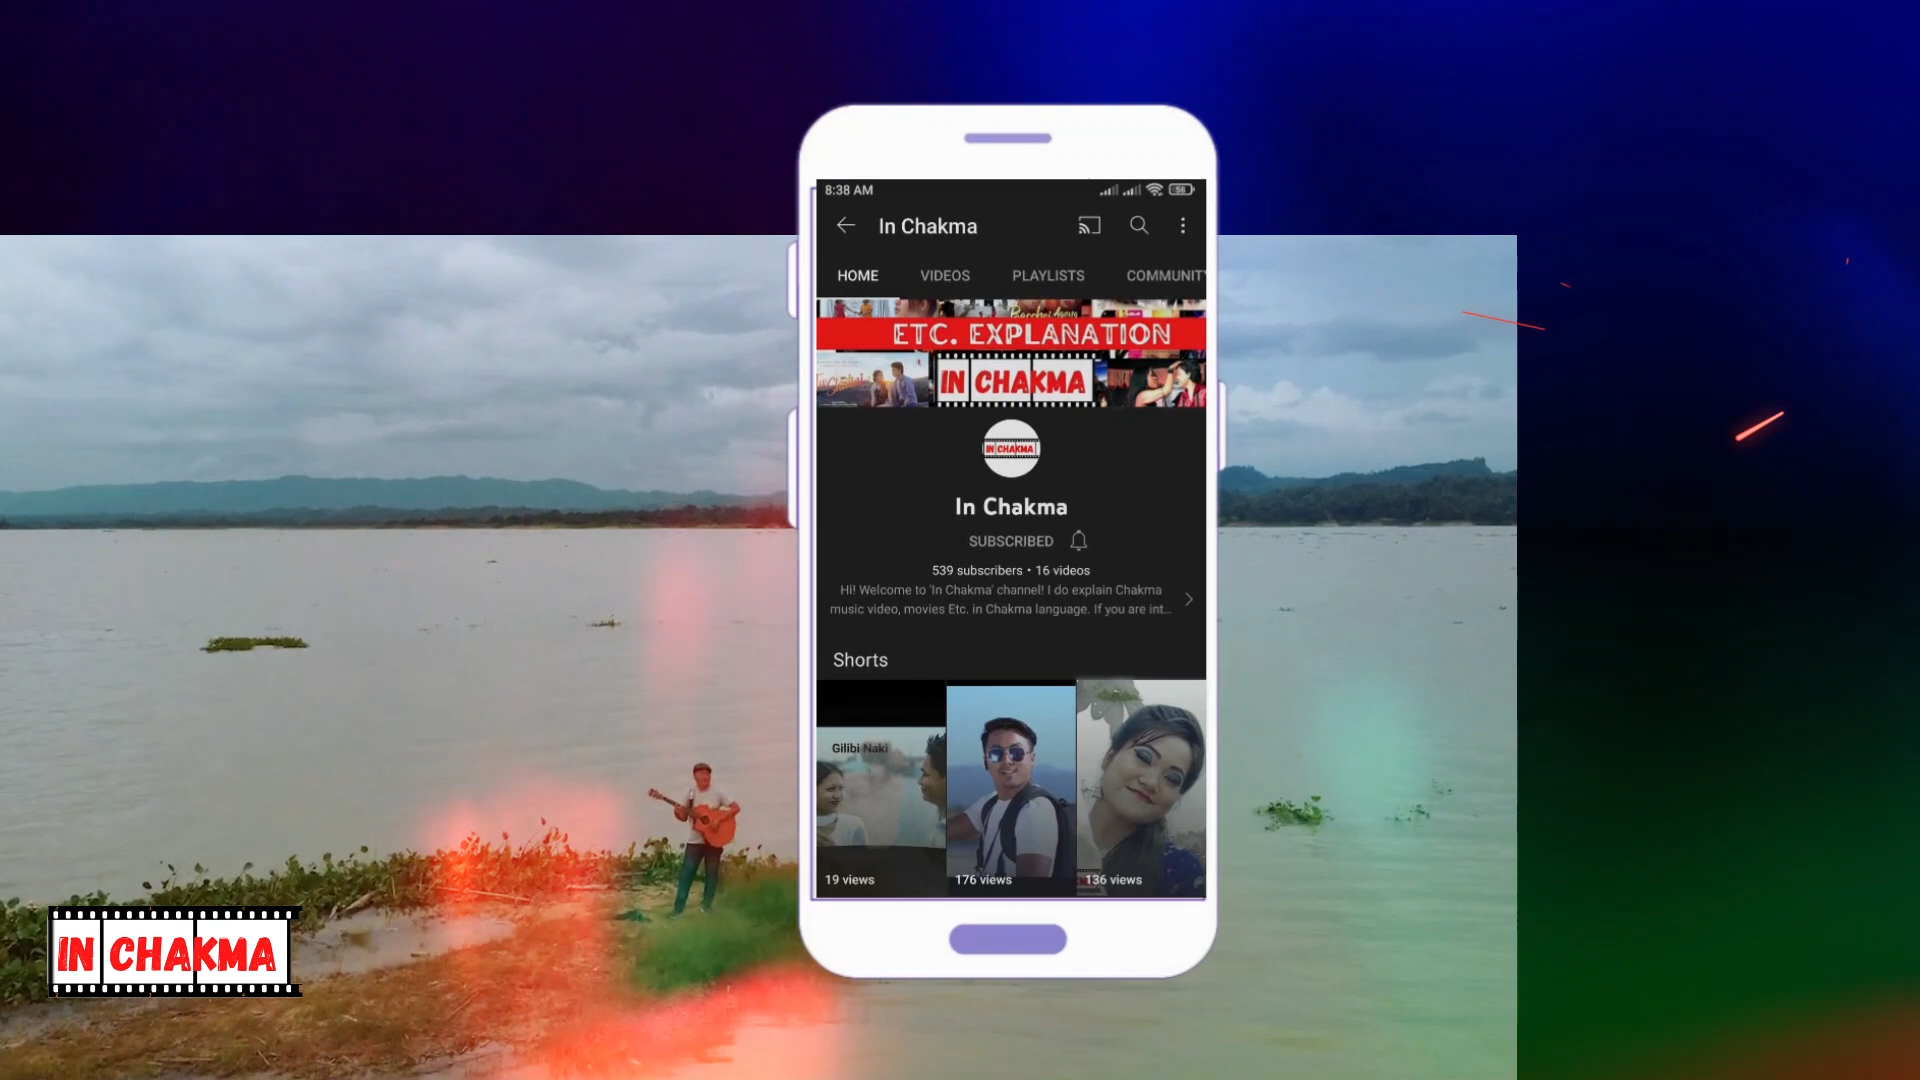 8:38 AM
58
In Chakma
HOME VIDEOS PLAYLISTS COMMUNITY
ETC. EXPLANATION
IN CHAKMA
IN CHAKMA
In Chakma
SUBSCRIBED
539 subscribers • 16 videos
Hi! Welcome to 'In Chakma' channel! I do explain Chakma
music video, movies Etc. in Chakma language. If you are int...
Shorts
Gilibi Naki
19 views 176 views 136 views
IN CHAKMA